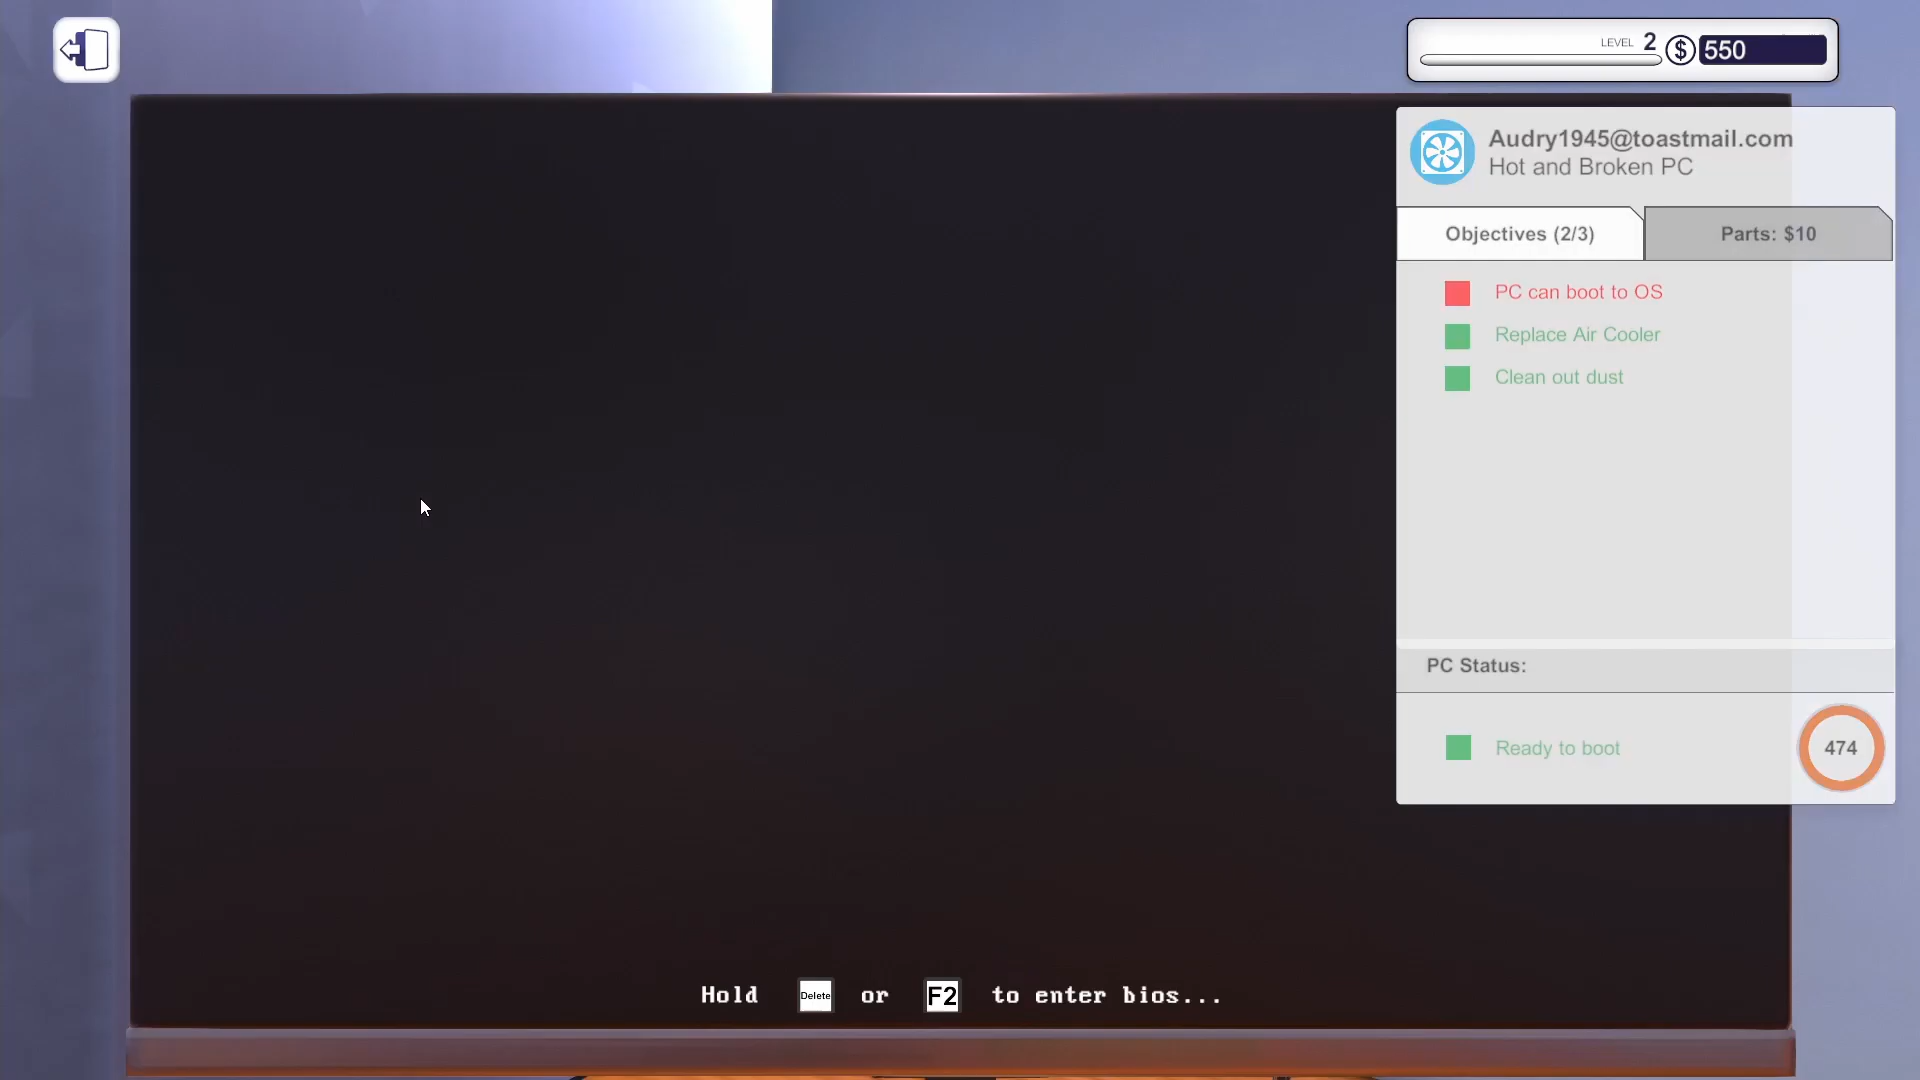 LEVEL 2 $ 550
Audry1945@toastmail.com
Hot and Broken PC
Objectives (2/3)
Parts: $10
PC can boot to OS
Replace Air Cooler
Clean out dust
PC Status:
Ready to boot
474
Hold Delete or F2 to enter bios...